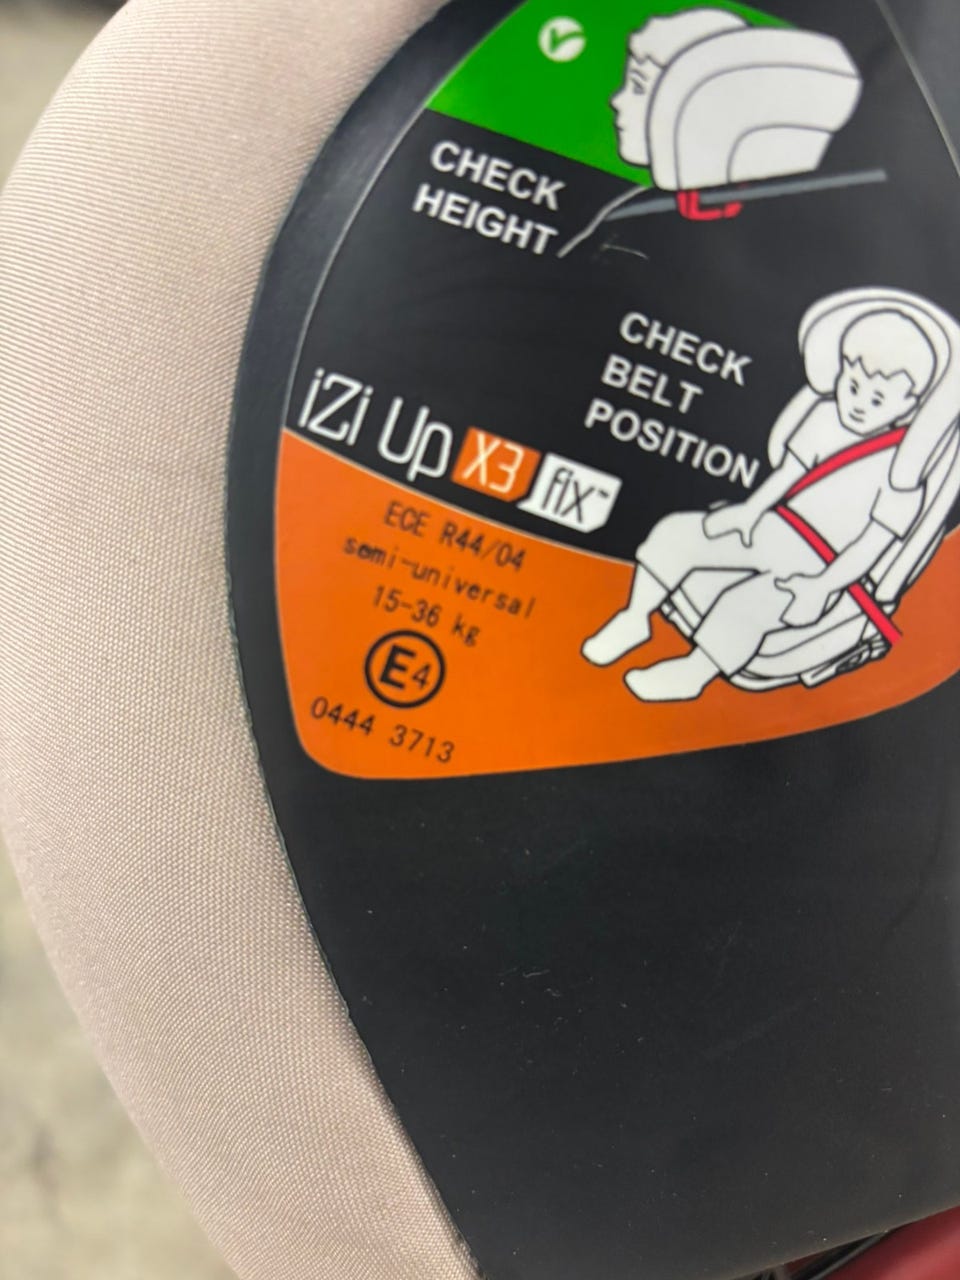 CHECK
HEIGHT
CHECK
BELT
POSITION
iZi Up X3 fix™
ECE R44/04
semi-universal
15-36 kg
E4
0444 3713